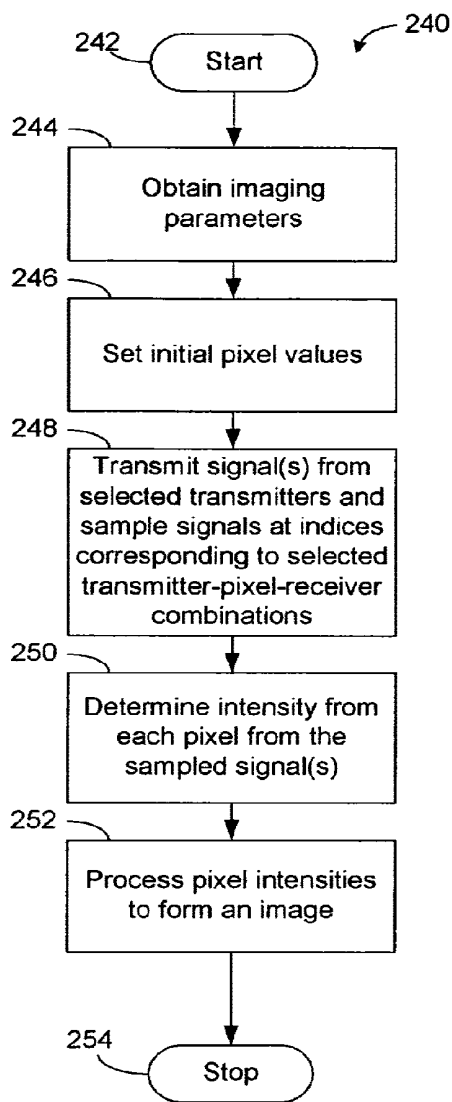 240
242
Start
244
Obtain imaging
parameters
246
Set initial pixel values
248
Transmit signal(s) from
selected transmitters and
sample signals at indices
corresponding to selected
transmitter-pixel-receiver
combinations
250
Determine intensity from
each pixel from the
sampled signal(s)
252
Process pixel intensities
to form an image
254
Stop